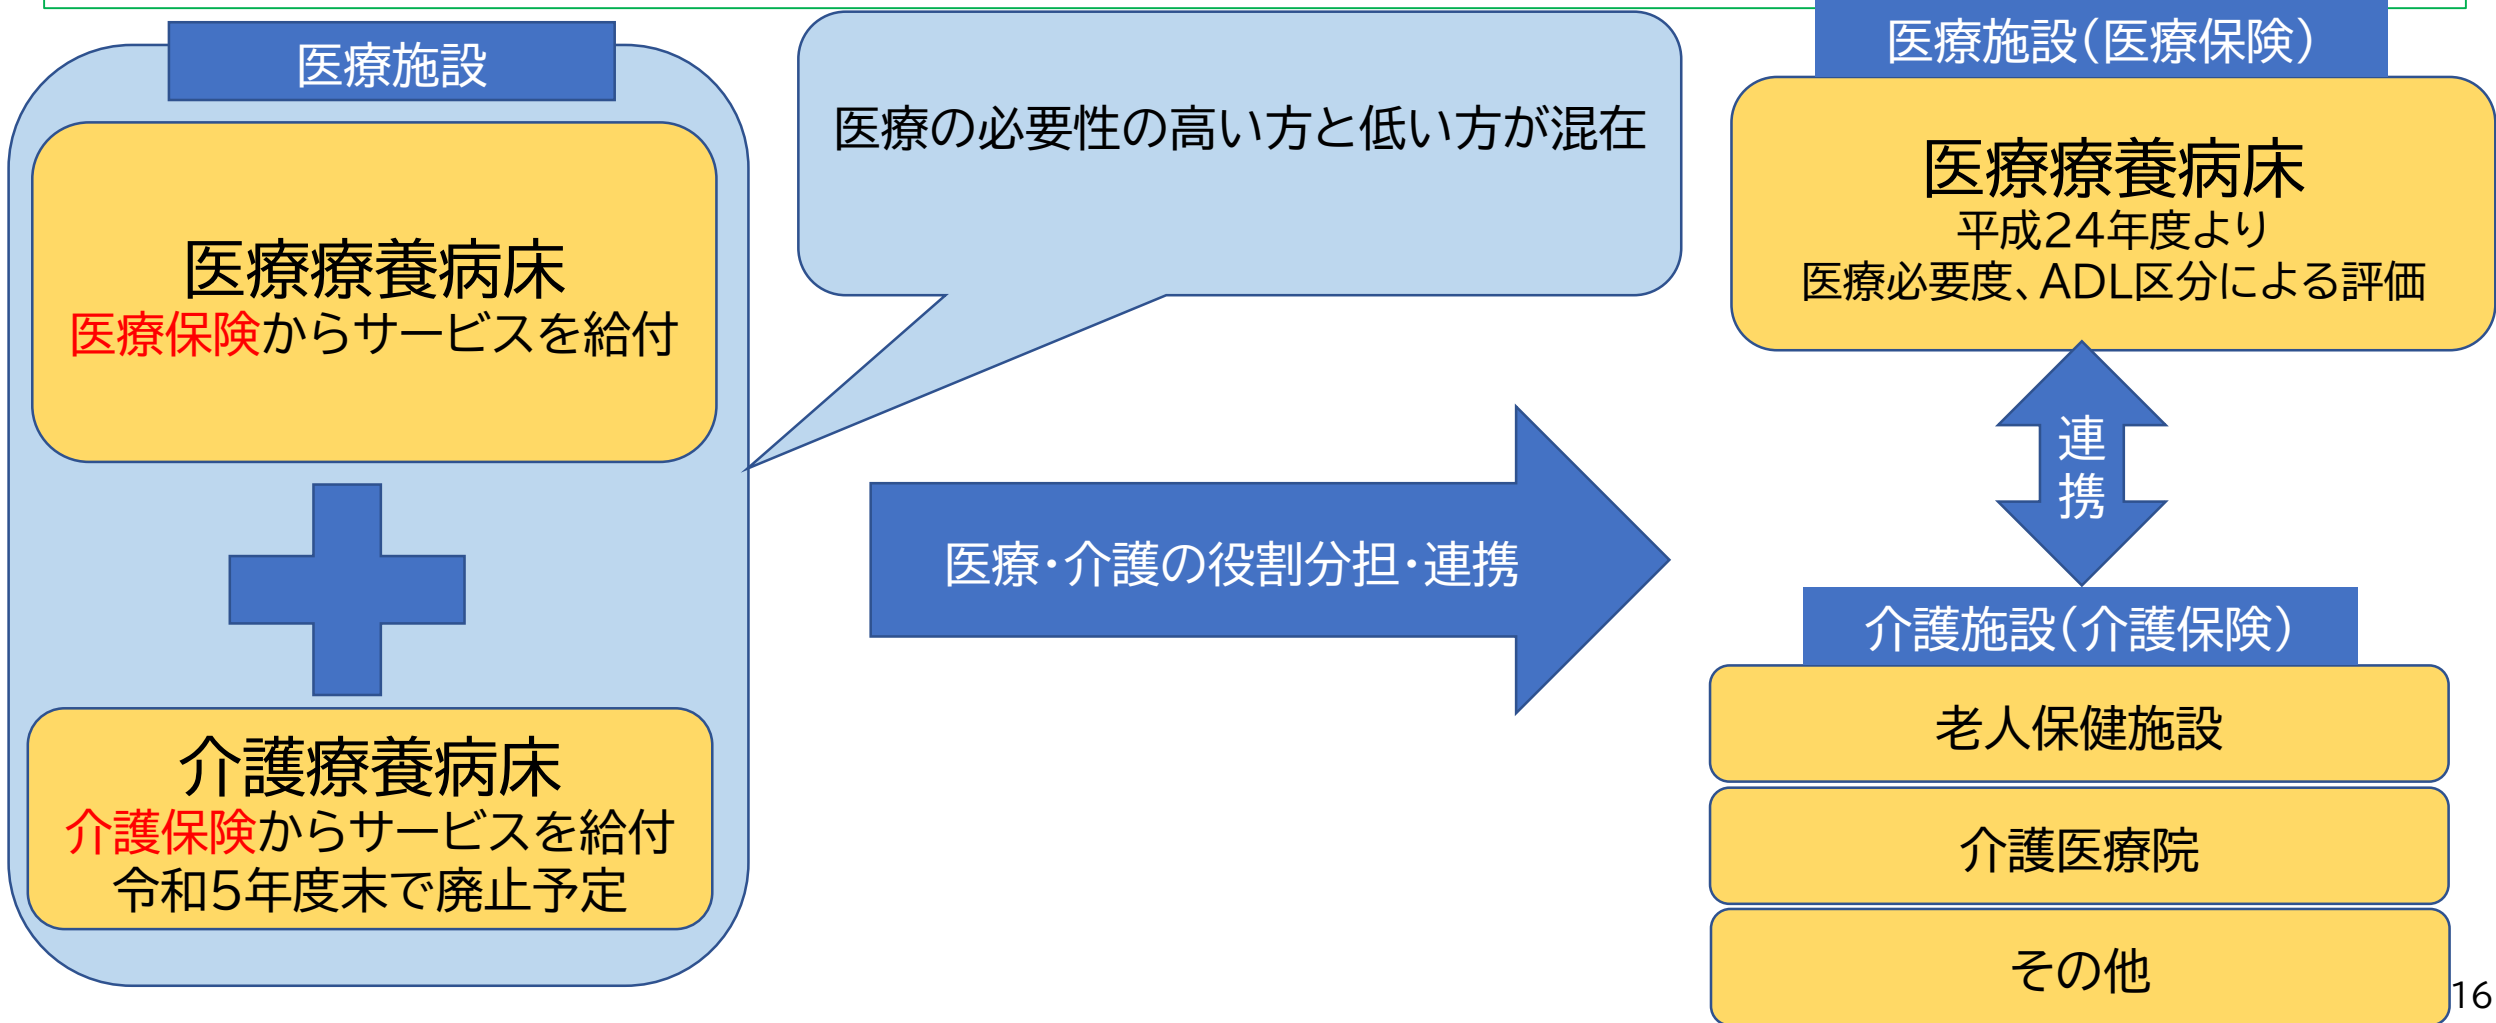 医療施設
医療療養病床
医療保険からサービスを給付
介護療養病床
介護保険からサービスを給付
令和5年度末で廃止予定
医療の必要性の高い方と低い方が混在
医療・介護の役割分担・連携
医療施設(医療保険)
医療療養病床
平成24年度より
医療必要度、ADL区分による評価
連
携
介護施設(介護保険)
老人保健施設
介護医療院
その他
16